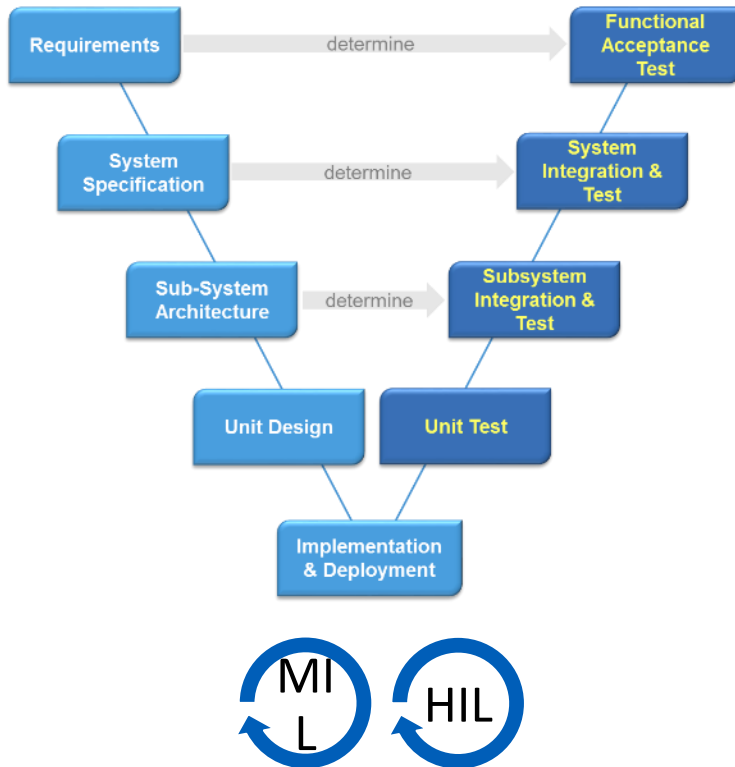 Requirements
determine
Functional
Acceptance
Test
System
Specification
determine
System
Integration &
Test
Sub-System
Architecture
determine
Subsystem
Integration &
Test
Unit Design
Unit Test
Implementation
& Deployment
MI
L
HIL